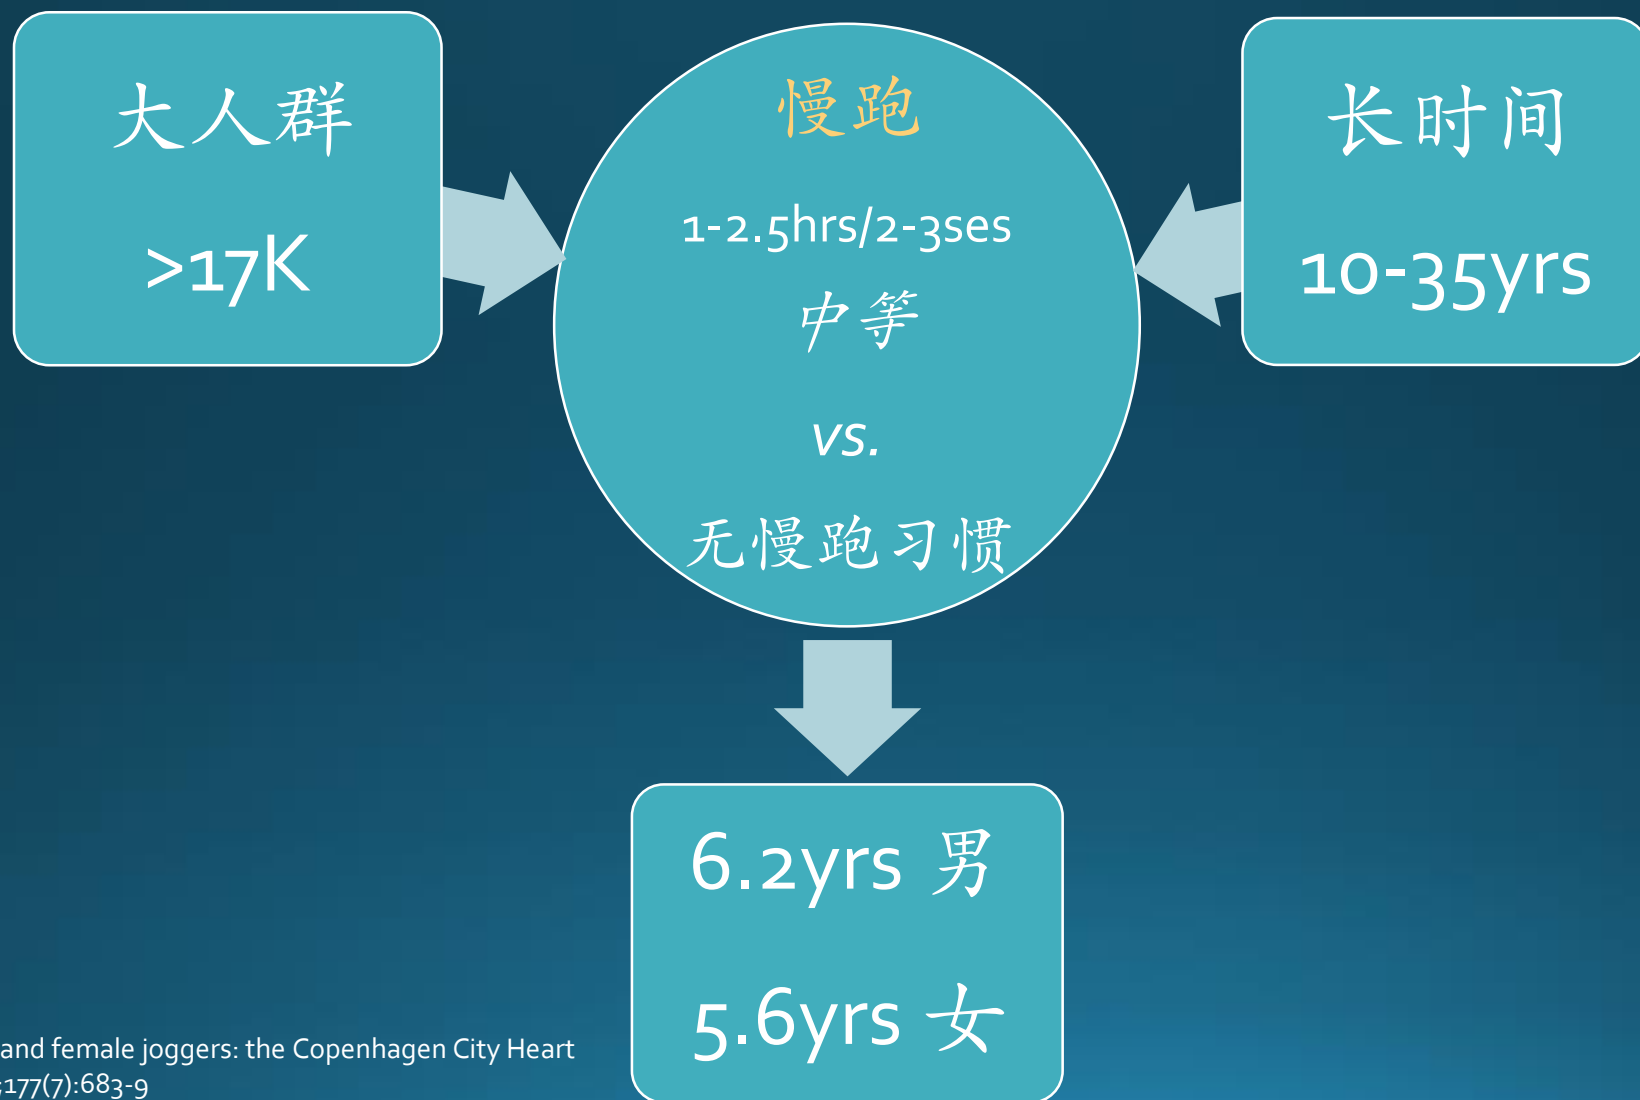 大人群
>17K
慢跑
1-2.5hrs/2-3ses
中等
vs.
无慢跑习惯
长时间
10-35yrs
6.2yrs 男
5.6yrs 女
and female joggers: the Copenhagen City Heart
;177(7):683-9